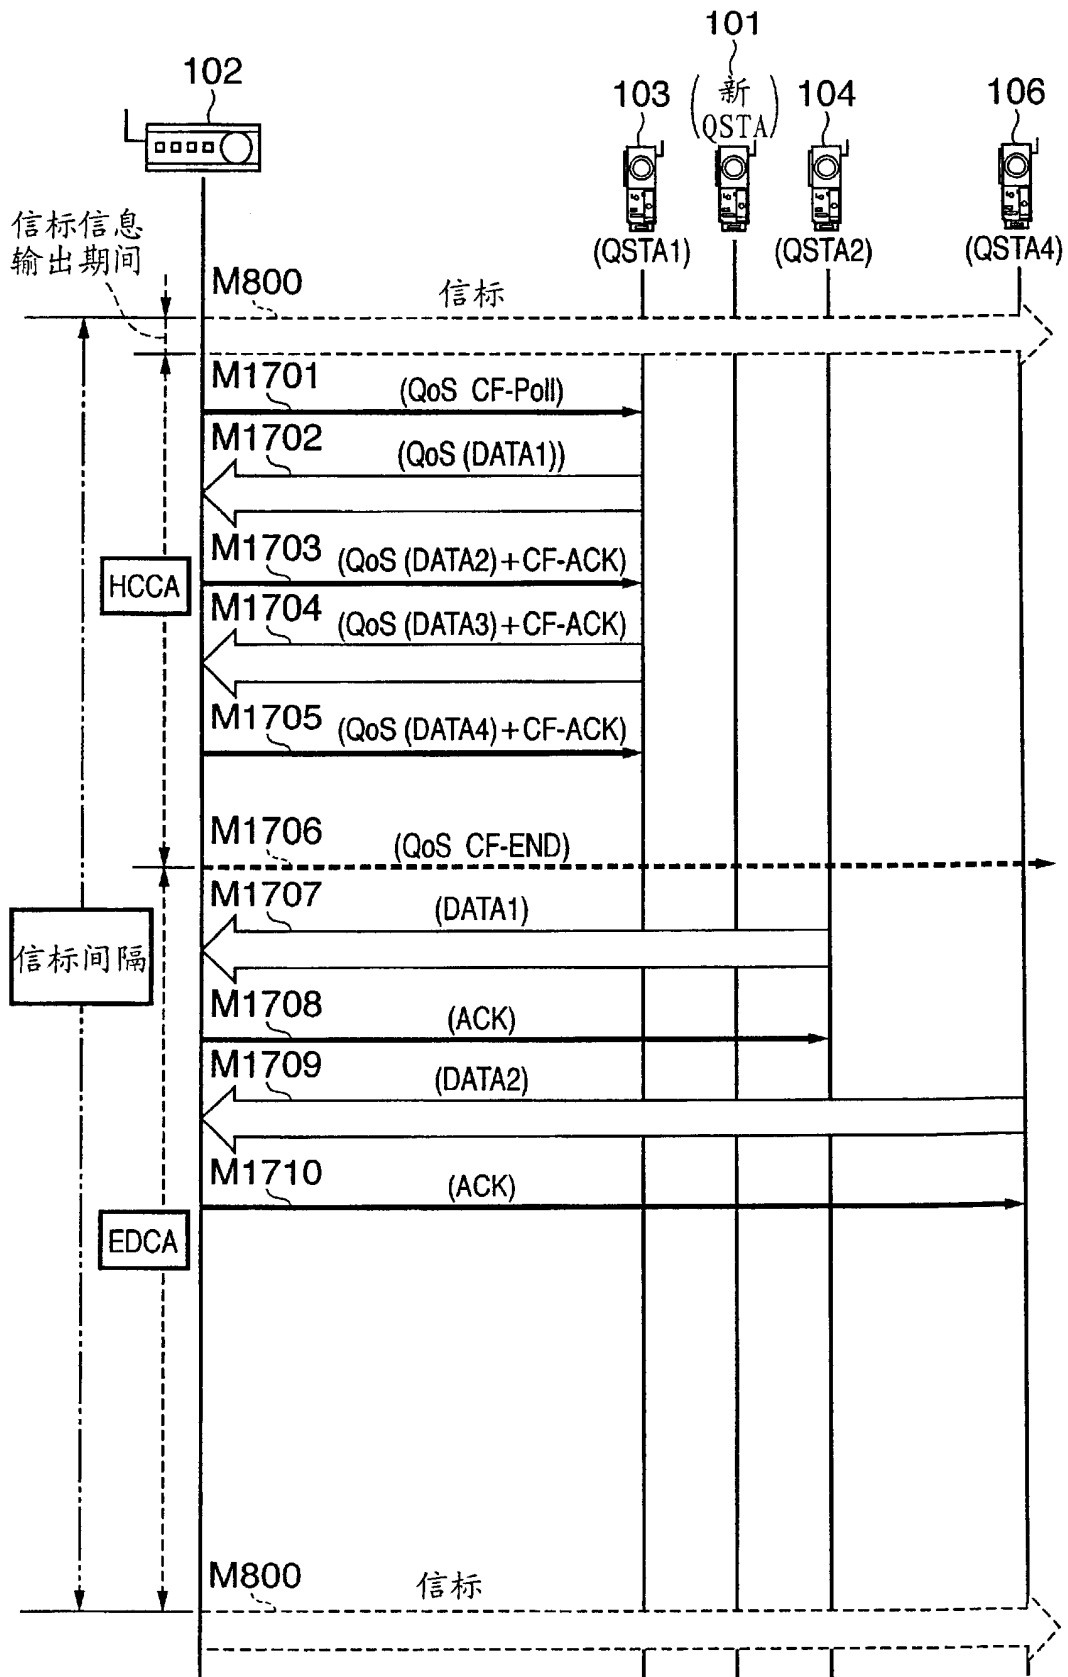 101
102
103
(新
QSTA)
104
106
信标信息
输出期间
(QSTA1)
(QSTA2)
(QSTA4)
M800
信标
M1701
(QoS CF-Poll)
M1702
(QoS (DATA1))
M1703
(QoS (DATA2)+CF-ACK)
HCCA
M1704
(QoS (DATA3)+CF-ACK)
M1705
(QoS (DATA4)+CF-ACK)
M1706
(QoS CF-END)
M1707
(DATA1)
信标间隔
M1708
(ACK)
M1709
(DATA2)
M1710
(ACK)
EDCA
M800
信标